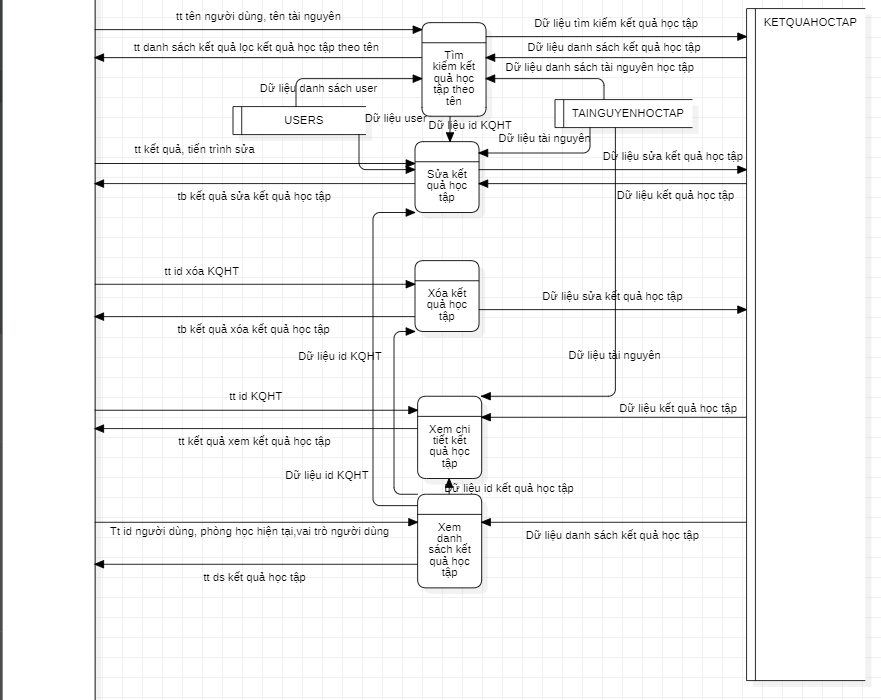 tt tên người dùng, tên tài nguyên
Dữ liệu tìm kiếm kết quả học tập
KETQUAHOCTAP
tt danh sách kết quả lọc kết quả học tập theo tên
Dữ liệu danh sách kết quả học tập
Tìm
kiếm kết
quả học
tập theo
tên
Dữ liệu danh sách tài nguyên học tập
Dữ liệu danh sách user
USERS
Dữ liệu user
Dữ liệu id KQHT
TAINGUYENHOCTAP
Dữ liệu tài nguyên
tt kết quả, tiến trình sửa
Dữ liệu sửa kết quả học tập
Sửa kết
quả học
tập
tb kết quả sửa kết quả học tập
Dữ liệu kết quả học tập
tt id xóa KQHT
Xóa kết
quả học
tập
Dữ liệu sửa kết quả học tập
tb kết quả xóa kết quả học tập
Dữ liệu id KQHT
Dữ liệu tài nguyên
tt id KQHT
Dữ liệu kết quả học tập
Xem chi
tiết kết
quả học
tập
tt kết quả xem kết quả học tập
Dữ liệu id KQHT
Dữ liệu id kết quả học tập
Tt id người dùng, phòng học hiện tại,vai trò người dùng
Xem
danh
sách kết
quả học
tập
Dữ liệu danh sách kết quả học tập
tt ds kết quả học tập